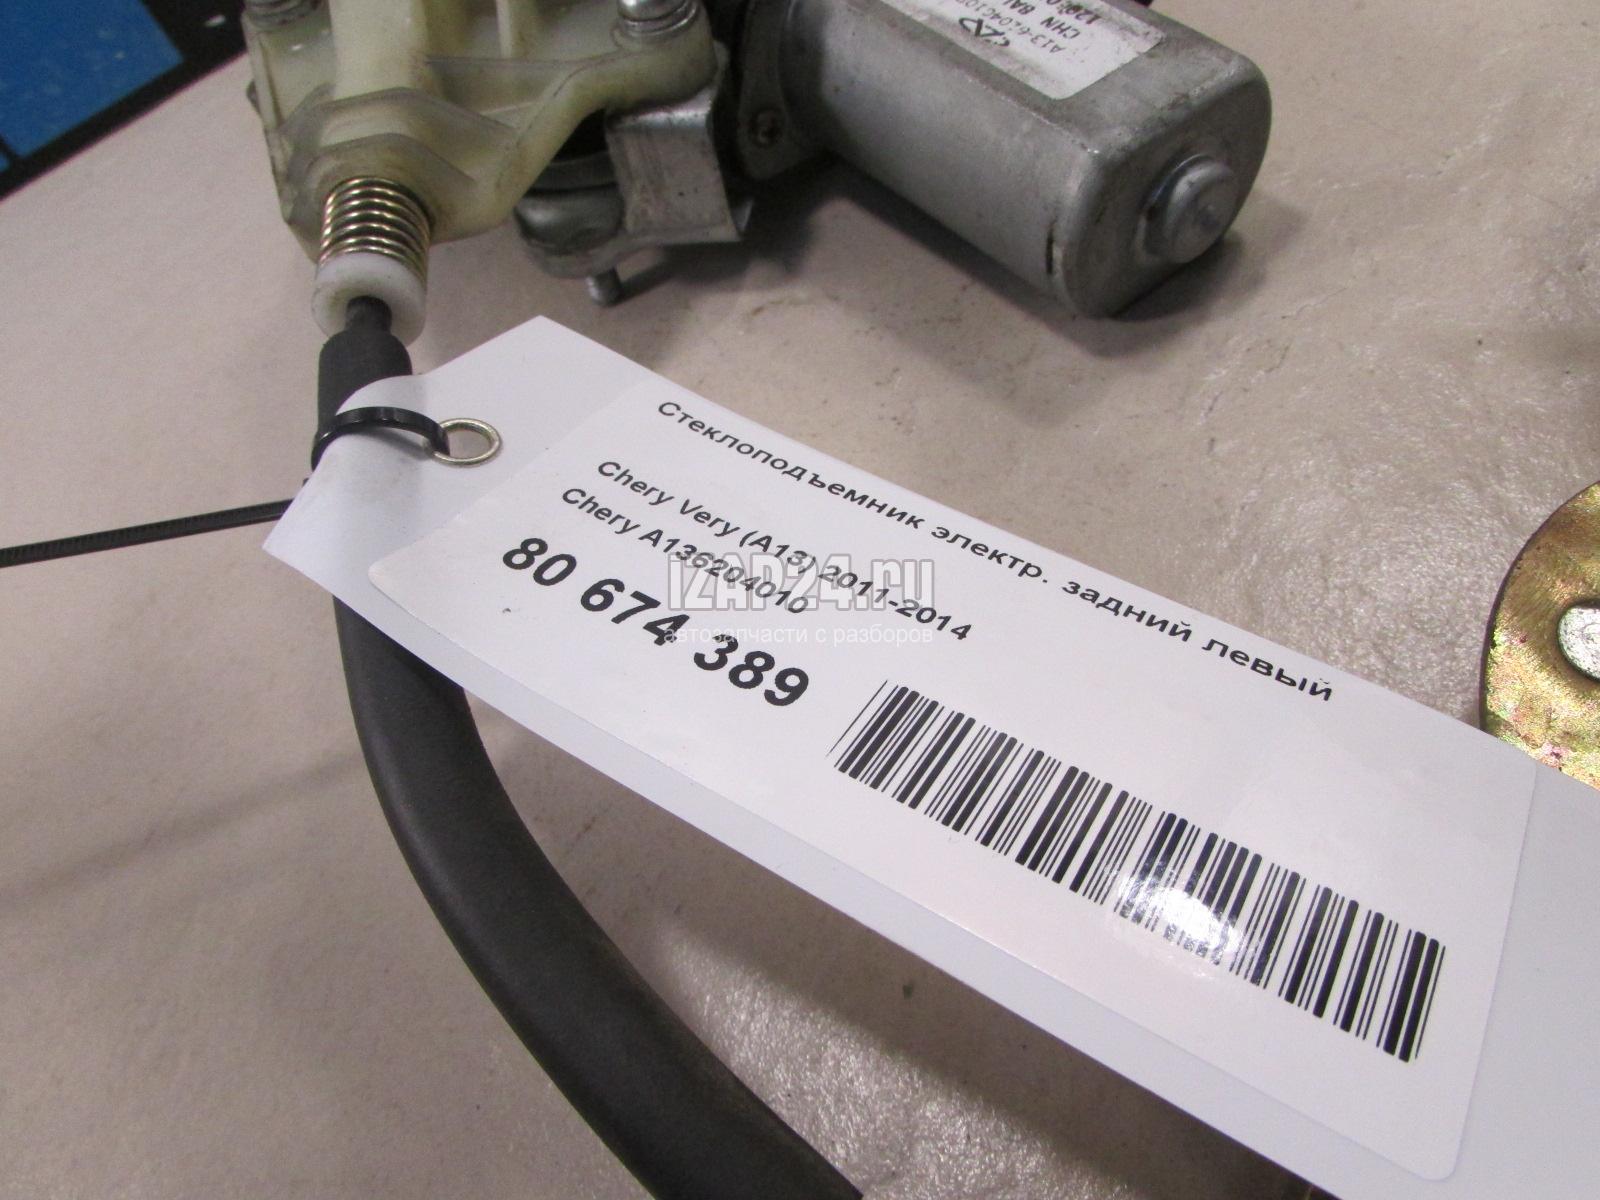 CHN
Стеклоподъемник электр. задний левый
Chery Very (A13) 2011-2014
Chery A136204010
80 674 389
IZAP24.ru
автозапчасти с разборов